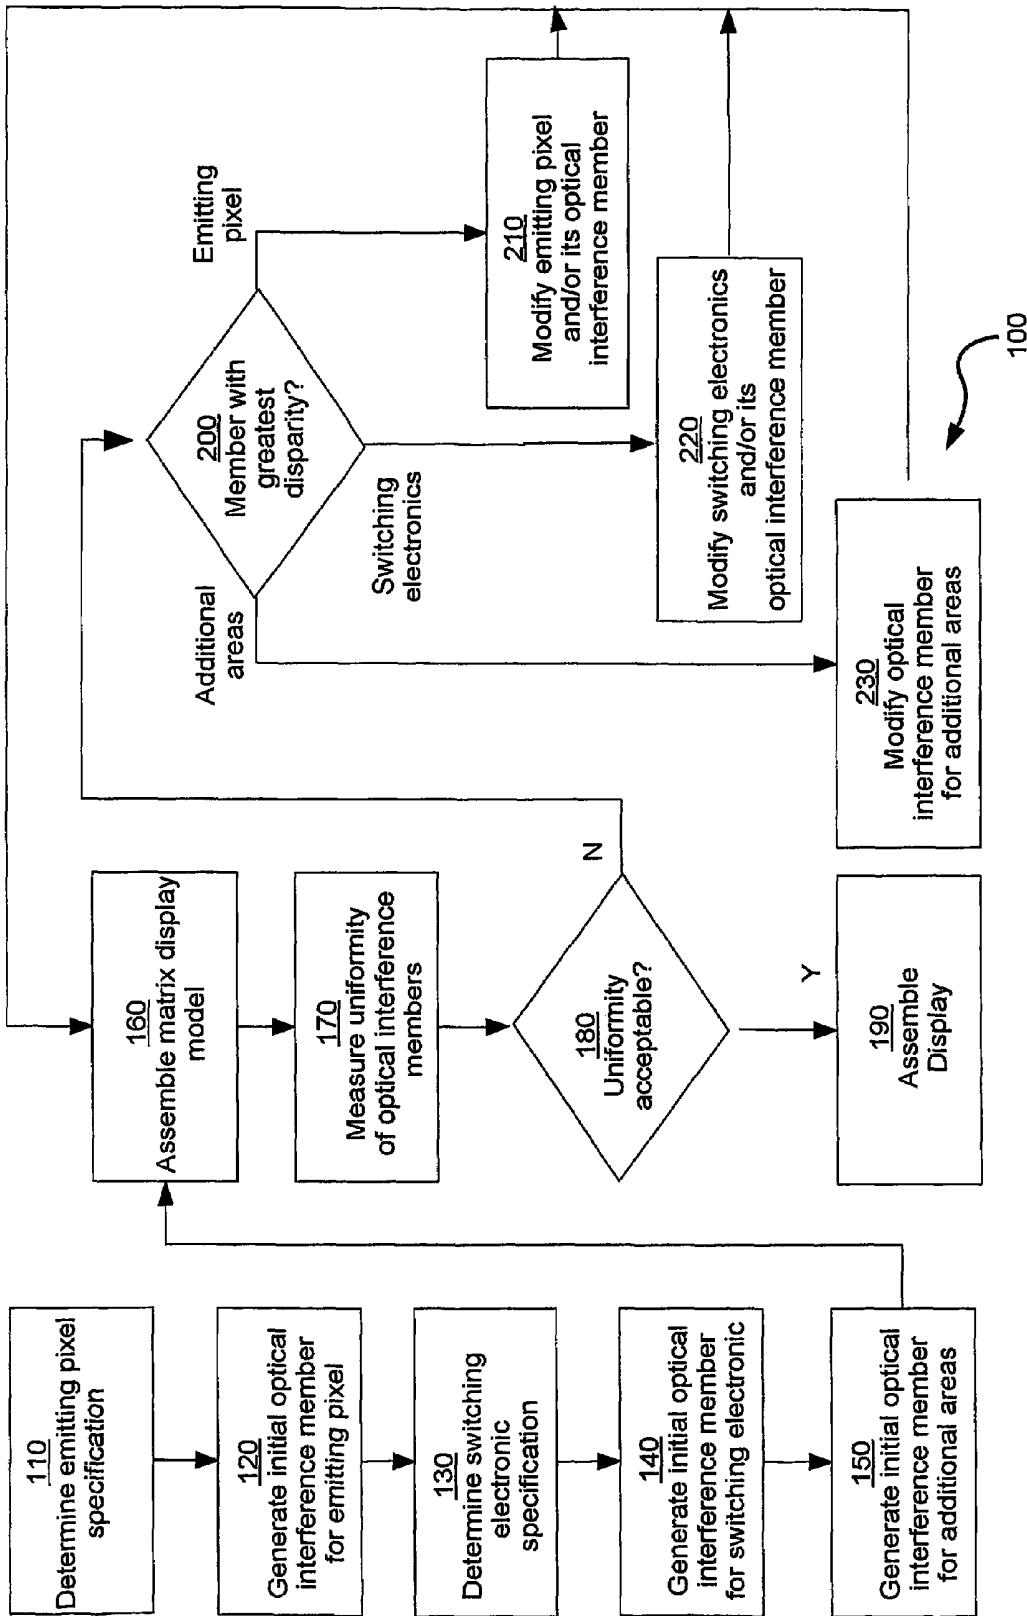 110
Determine emitting pixel
specification
120
Generate initial optical
interference member
for emitting pixel
130
Determine switching
electronic
specification
140
Generate initial optical
interference member
for switching electronic
150
Generate initial optical
interference member
for additional areas
160
Assemble matrix display
model
170
Measure uniformity
of optical interference
members
180
Uniformity
acceptable?
N
Y
190
Assemble
Display
200
Member with
greatest
disparity?
Emitting
pixel
Switching
electronics
Additional
areas
210
Modify emitting pixel
and/or its optical
interference member
220
Modify switching electronics
and/or its
optical interference member
230
Modify optical
interference member
for additional areas
100